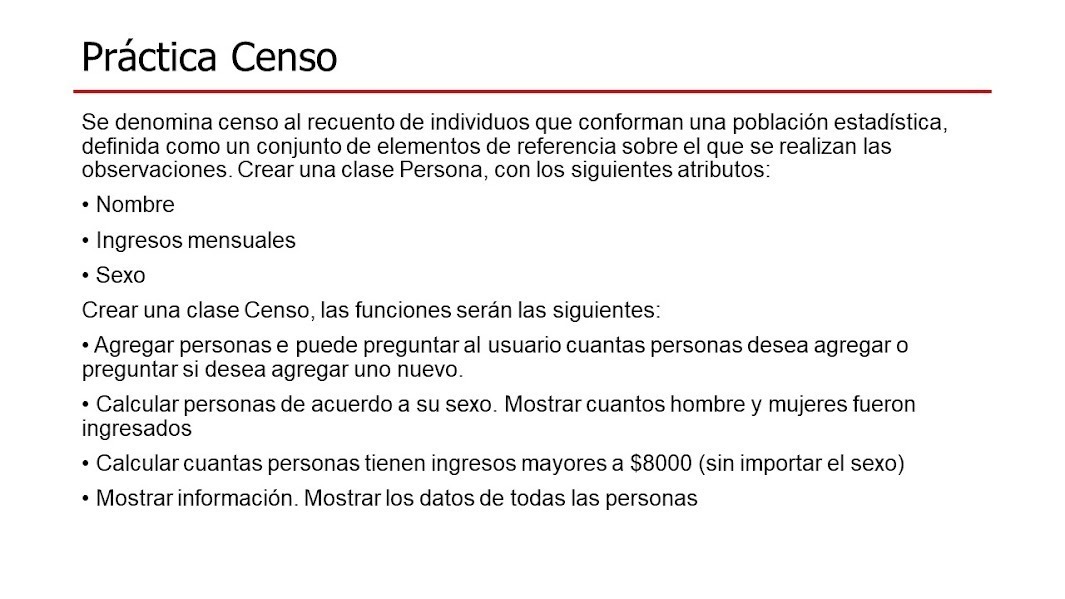 Práctica Censo
Se denomina censo al recuento de individuos que conforman una población estadística,
definida como un conjunto de elementos de referencia sobre el que se realizan las
observaciones. Crear una clase Persona, con los siguientes atributos:
• Nombre
• Ingresos mensuales
• Sexo
Crear una clase Censo, las funciones serán las siguientes:
• Agregar personas e puede preguntar al usuario cuantas personas desea agregar o
preguntar si desea agregar uno nuevo.
• Calcular personas de acuerdo a su sexo. Mostrar cuantos hombre y mujeres fueron
ingresados
• Calcular cuantas personas tienen ingresos mayores a $8000 (sin importar el sexo)
• Mostrar información. Mostrar los datos de todas las personas